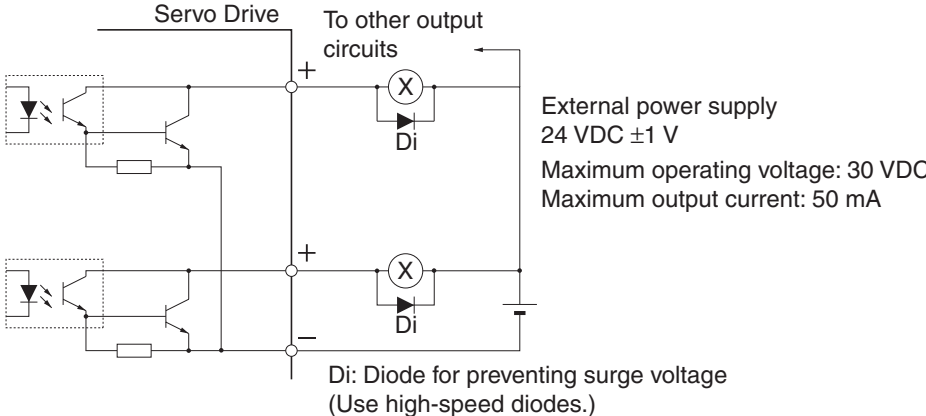 Servo Drive
To other output
circuits
+
X
Di
External power supply
24 VDC ±1 V
Maximum operating voltage: 30 VDC
Maximum output current: 50 mA
+
X
Di
−
Di: Diode for preventing surge voltage
(Use high-speed diodes.)